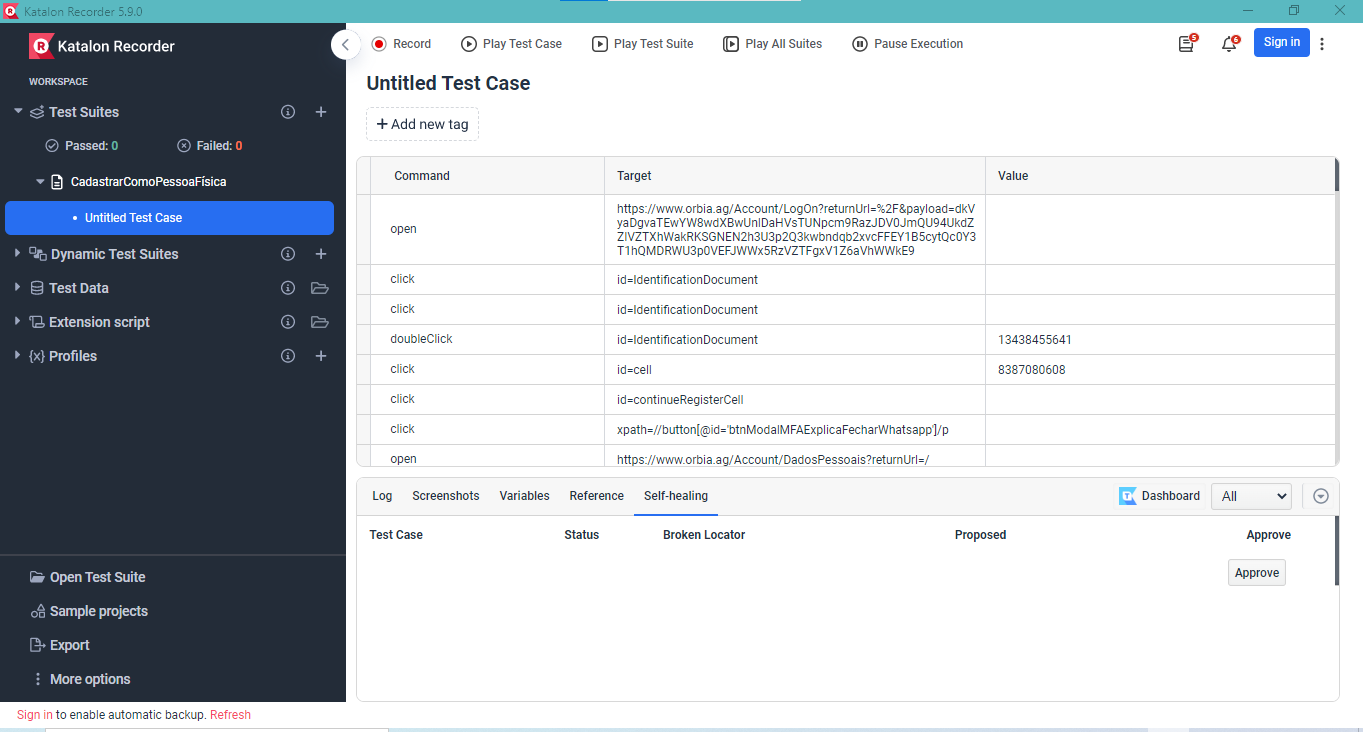 Katalon Recorder 5.9.0
Katalon Recorder
WORKSPACE
Test Suites
Passed: 0
Failed: 0
CadastrarComoPessoaFísica
Untitled Test Case
Dynamic Test Suites
Test Data
Extension script
Profiles
Open Test Suite
Sample projects
Export
More options
Sign in to enable automatic backup. Refresh
Record
Play Test Case
Play Test Suite
Play All Suites
Pause Execution
5
6
Sign in
Untitled Test Case
+ Add new tag
Command Target Value
open
https://www.orbia.ag/Account/LogOn?returnUrl=%2F&payload=dkV
yaDgvaTEwYW8wdXBwUnlDaHVsTUNpcm9RazJDV0JmQU94UkdZ
ZlVZTXhWakRKSGNEN2h3U3p2Q3kwbndqb2xvcFFEY1B5cytQc0Y3
T1hQMDRWU3p0VEFJWWx5RzVZTFgxV1Z6aVhWWkE9
click id=IdentificationDocument
click id=IdentificationDocument
doubleClick id=IdentificationDocument 13438455641
click id=cell 8387080608
click id=continueRegisterCell
click xpath=//button[@id='btnModalMFAExplicaFecharWhatsapp']/p
open https://www.orbia.ag/Account/DadosPessoais?returnUrl=/
Log Screenshots Variables Reference Self-healing
Dashboard
All
Test Case Status Broken Locator Proposed Approve
Approve